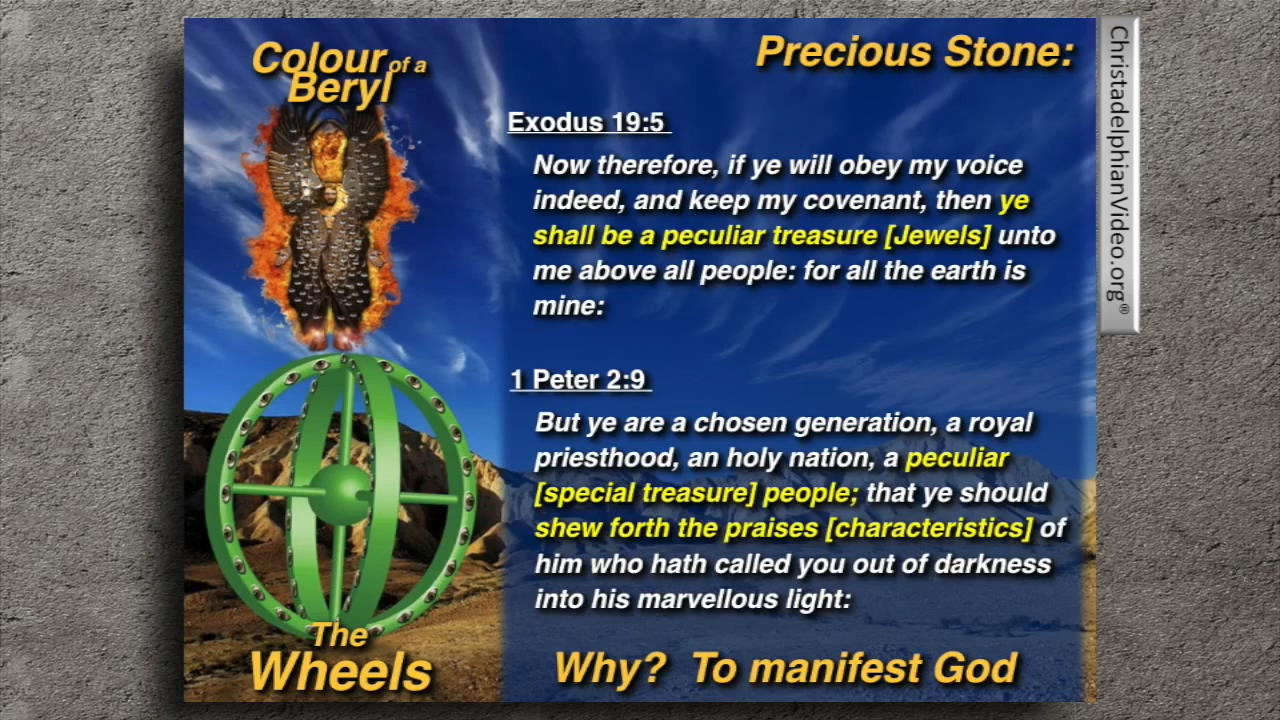 Colour of a
Beryl
Precious Stone:
Exodus 19:5
Now therefore, if ye will obey my voice
indeed, and keep my covenant, then ye
shall be a peculiar treasure [Jewels] unto
me above all people: for all the earth is
mine:
1 Peter 2:9
But ye are a chosen generation, a royal
priesthood, an holy nation, a peculiar
[special treasure] people; that ye should
shew forth the praises [characteristics] of
him who hath called you out of darkness
into his marvellous light:
The
Wheels
Why? To manifest God
ChristadelphianVideo.org®